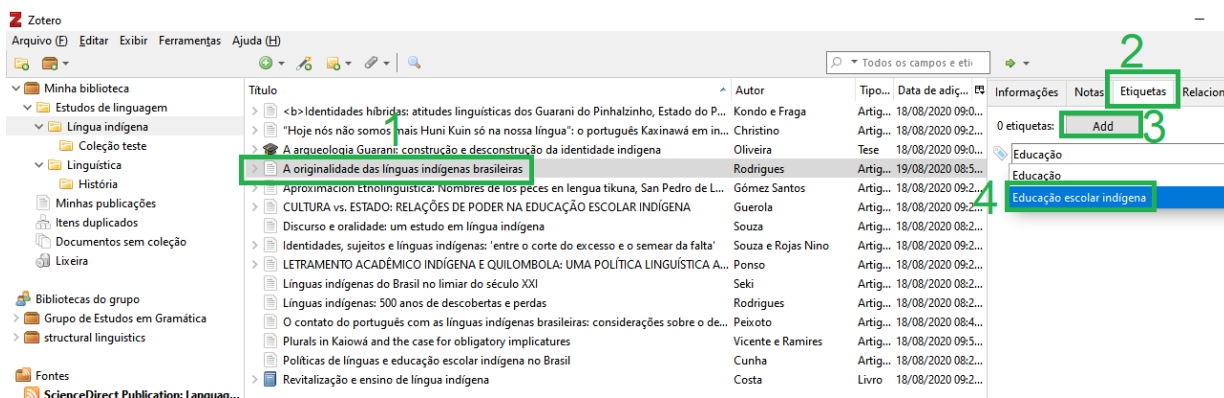 Zotero
Arquivo (F) Editar Exibir Ferramentas Ajuda (H)
Todos os campos e eti
2
Minha biblioteca
Estudos de linguagem
Língua indígena
Coleção teste
Linguística
História
Minhas publicações
Itens duplicados
Documentos sem coleção
Lixeira
Bibliotecas do grupo
Grupo de Estudos em Gramática
structural linguistics
Fontes
ScienceDirect Publication: Languag...
Título Autor Tipo... Data de adiç...
<b>Identidades híbridas: atitudes linguísticas dos Guarani do Pinhalzinho, Estado do P... Kondo e Fraga Artig... 18/08/2020 09:0...
1
"Hoje nós não somos mais Huni Kuin só na nossa língua": o português Kaxinawá em in... Christino Artig... 18/08/2020 09:2...
A arqueologia Guarani: construção e desconstrução da identidade indigena Oliveira Tese 18/08/2020 09:0...
A originalidade das línguas indígenas brasileiras Rodrigues Artig... 19/08/2020 08:5...
Aproximación Etnolingüística: Nombres de los peces en lengua tikuna, San Pedro de L... Gómez Santos Artig... 18/08/2020 09:2...
CULTURA vs. ESTADO: RELAÇÕES DE PODER NA EDUCAÇÃO ESCOLAR INDÍGENA Guerola Artig... 18/08/2020 09:2...
Discurso e oralidade: um estudo em língua indígena Souza Artig... 18/08/2020 08:2...
Identidades, sujeitos e línguas indígenas: 'entre o corte do excesso e o semear da falta' Souza e Rojas Nino Artig... 18/08/2020 09:2...
LETRAMENTO ACADÊMICO INDÍGENA E QUILOMBOLA: UMA POLÍTICA LINGUÍSTICA A... Ponso Artig... 18/08/2020 09:2...
Línguas indígenas do Brasil no limiar do século XXI Seki Artig... 18/08/2020 08:2...
Línguas indígenas: 500 anos de descobertas e perdas Rodrigues Artig... 18/08/2020 08:2...
O contato do português com as línguas indígenas brasileiras: considerações sobre o de... Peixoto Artig... 18/08/2020 08:4...
Plurals in Kaiowá and the case for obligatory implicatures Vicente e Ramires Artig... 18/08/2020 09:5...
Políticas de línguas e educação escolar indígena no Brasil Cunha Artig... 18/08/2020 08:2...
Revitalização e ensino de língua indígena Costa Livro 18/08/2020 09:2...
Informações Notas Etiquetas Relacion
0 etiquetas: Add 3
Educação
Educação
4 Educação escolar indígena